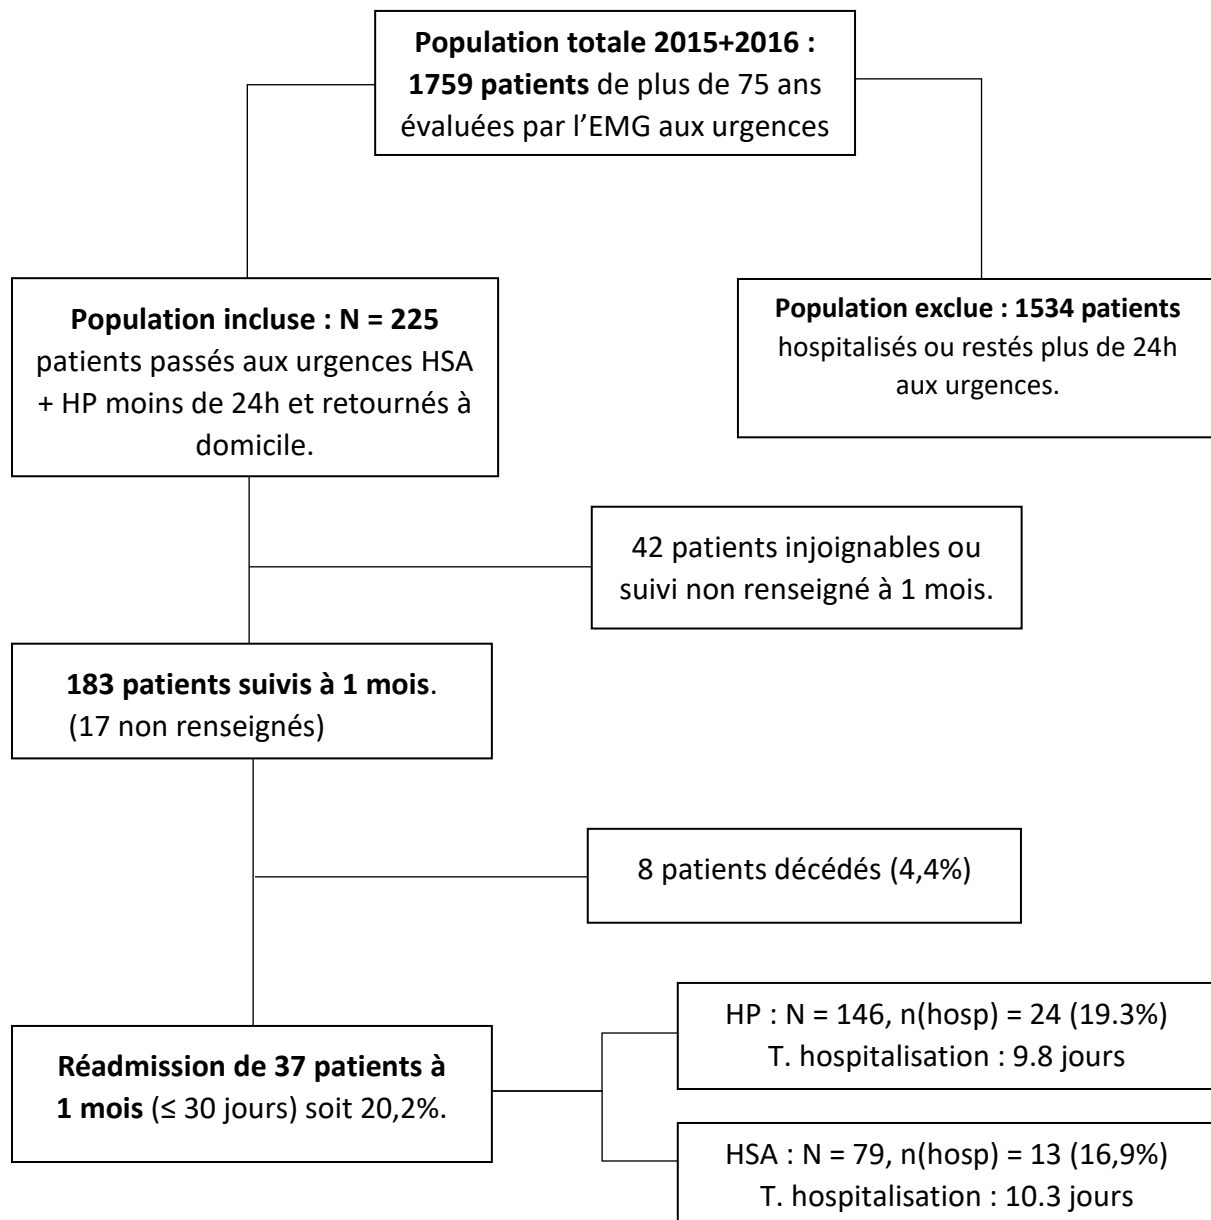 Population totale 2015+2016 :
1759 patients de plus de 75 ans
évaluées par l’EMG aux urgences
Population incluse : N = 225
patients passés aux urgences HSA
+ HP moins de 24h et retournés à
domicile.
Population exclue : 1534 patients
hospitalisés ou restés plus de 24h
aux urgences.
42 patients injoignables ou
suivi non renseigné à 1 mois.
183 patients suivis à 1 mois.
(17 non renseignés)
8 patients décédés (4,4%)
Réadmission de 37 patients à
1 mois (≤ 30 jours) soit 20,2%.
HP : N = 146, n(hosp) = 24 (19.3%)
T. hospitalisation : 9.8 jours
HSA : N = 79, n(hosp) = 13 (16,9%)
T. hospitalisation : 10.3 jours